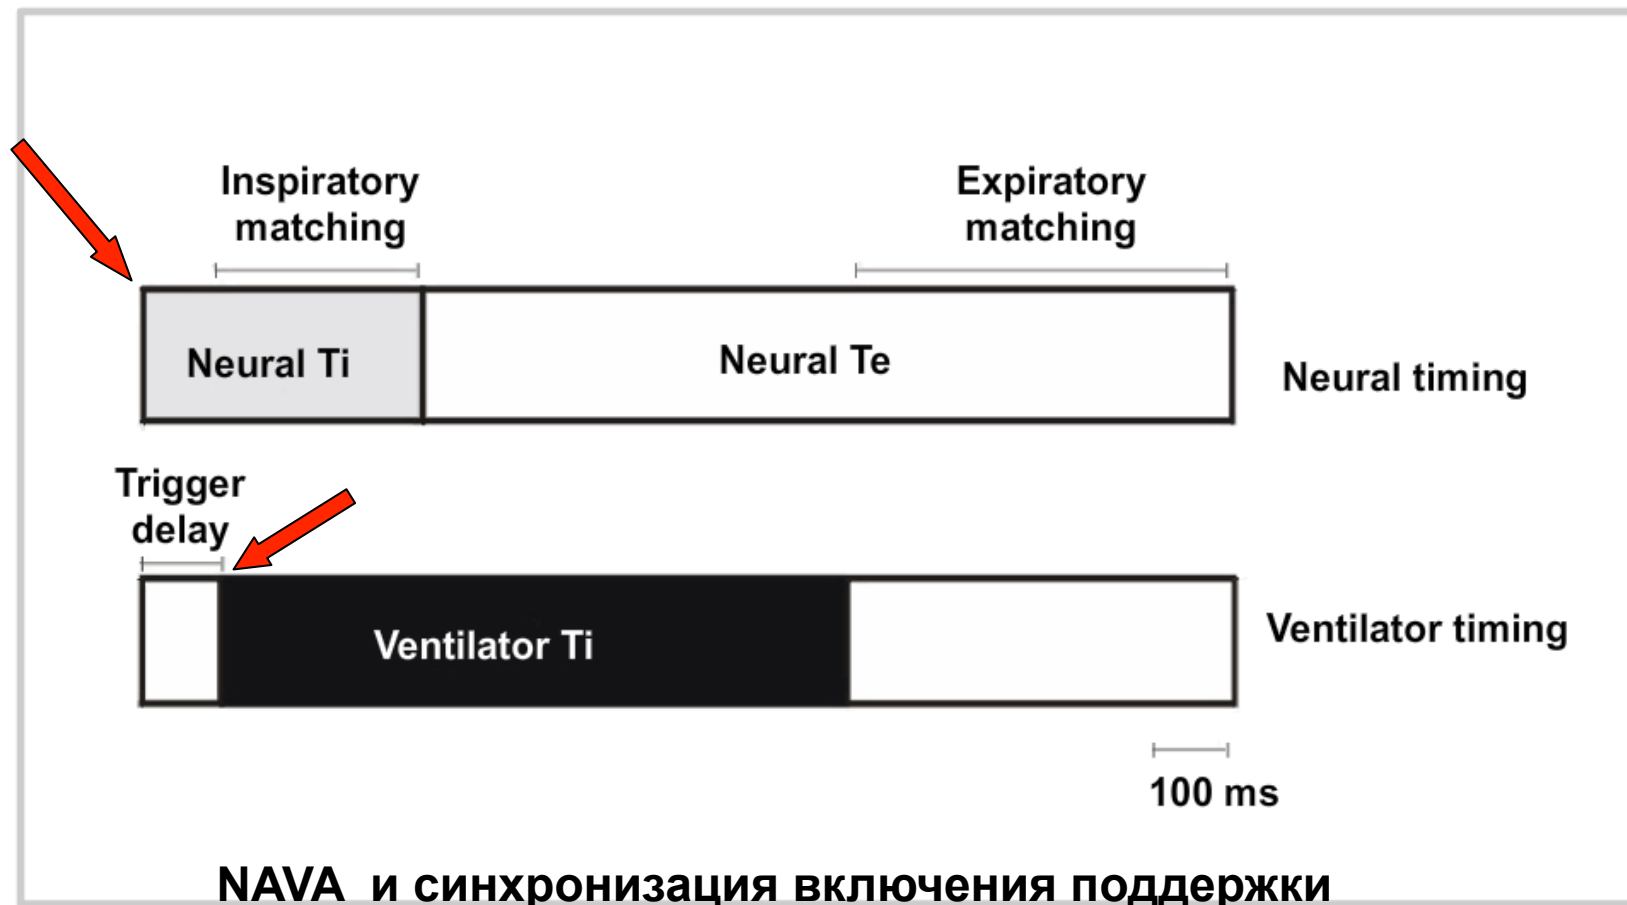 Inspiratory
matching
Expiratory
matching
Neural Ti
Neural Te
Neural timing
Trigger
delay
Ventilator Ti
Ventilator timing
100 ms
NAVA и синхронизация включения поддержки